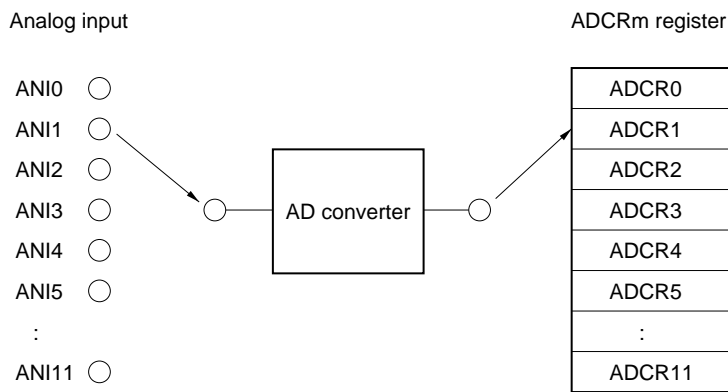 Analog input
ADCRm register
ANI0
ADCR0
ANI1
ADCR1
ANI2
ADCR2
ANI3
AD converter
ADCR3
ANI4
ADCR4
ANI5
ADCR5
:
:
ANI11
ADCR11